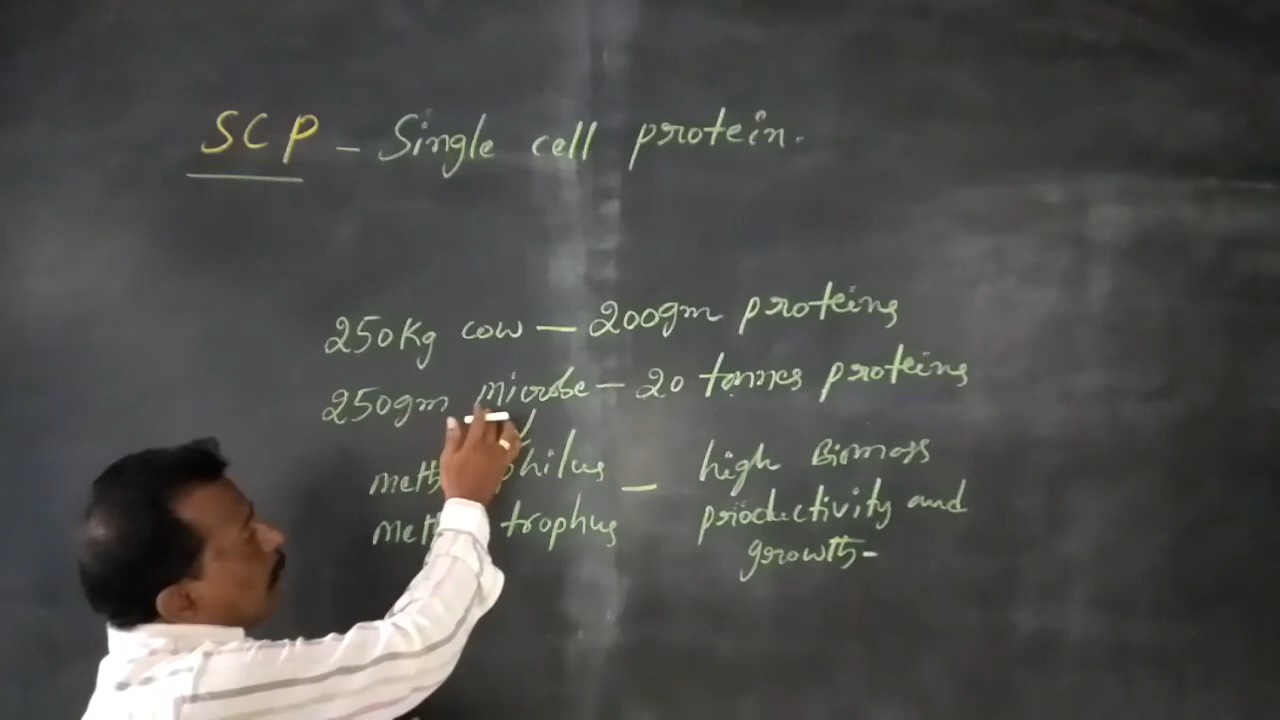 SCP - Single cell protein.
250Kg cow - 200gm proteins
250gm microbe - 20 tonnes proteins
philus - high Biomass
trophus productivity and
growth-